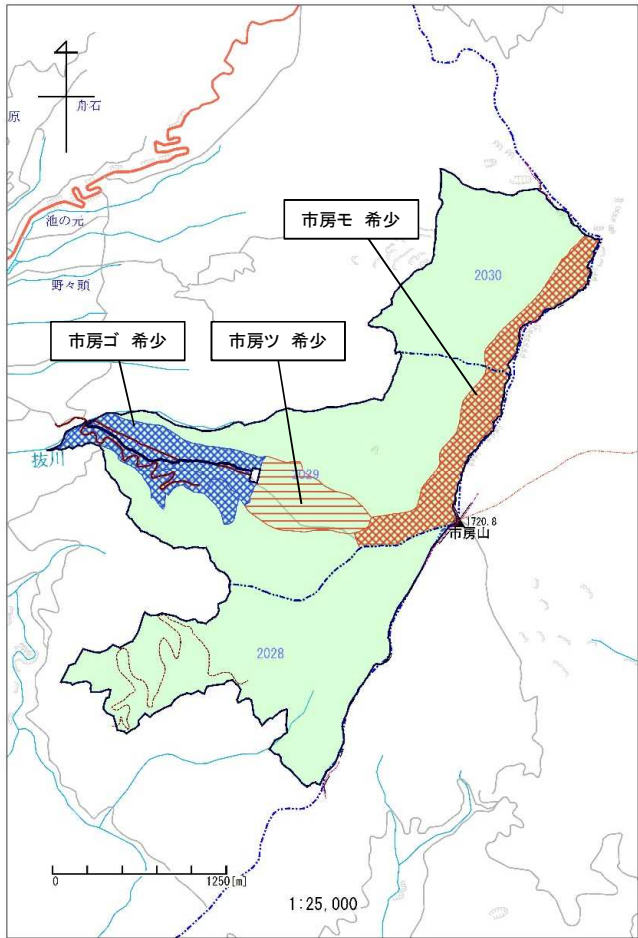 舟石
原
池の元
市房モ 希少
2030
野々頭
市房ゴ 希少
市房ツ 希少
抜川
2029
1720.8
市房山
2028
0 1250[m]
1:25,000